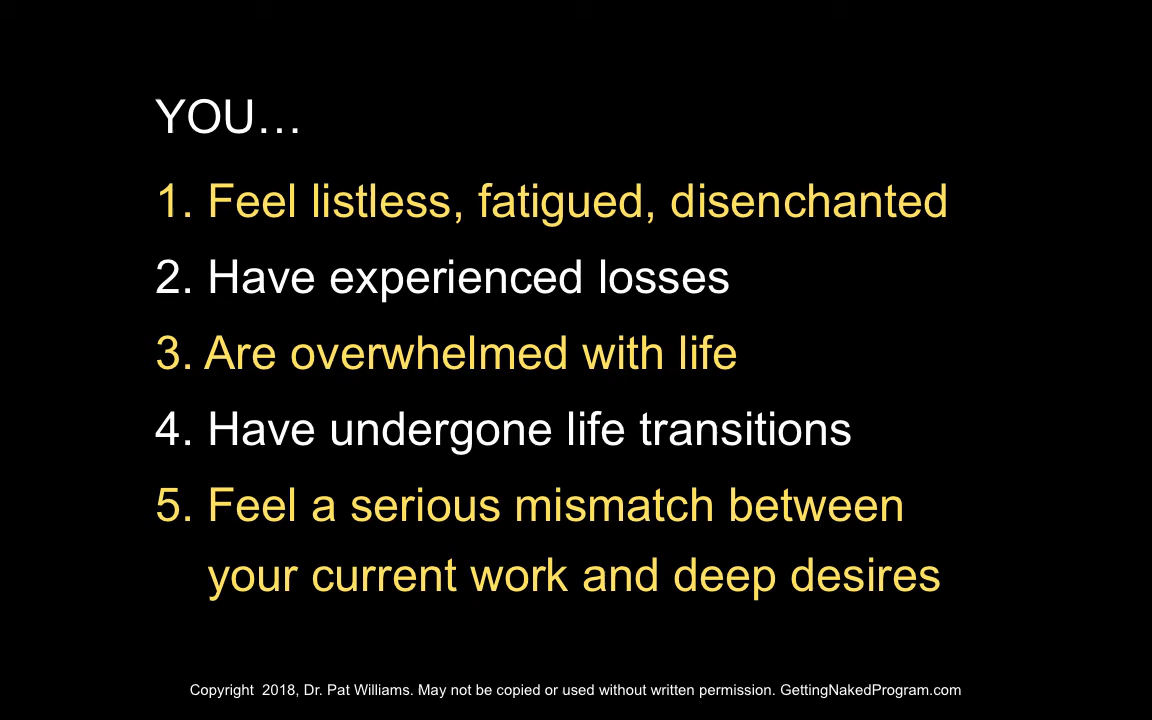 YOU…
1. Feel listless, fatigued, disenchanted
2. Have experienced losses
3. Are overwhelmed with life
4. Have undergone life transitions
5. Feel a serious mismatch between
your current work and deep desires
Copyright  2018, Dr. Pat Williams. May not be copied or used without written permission. GettingNakedProgram.com